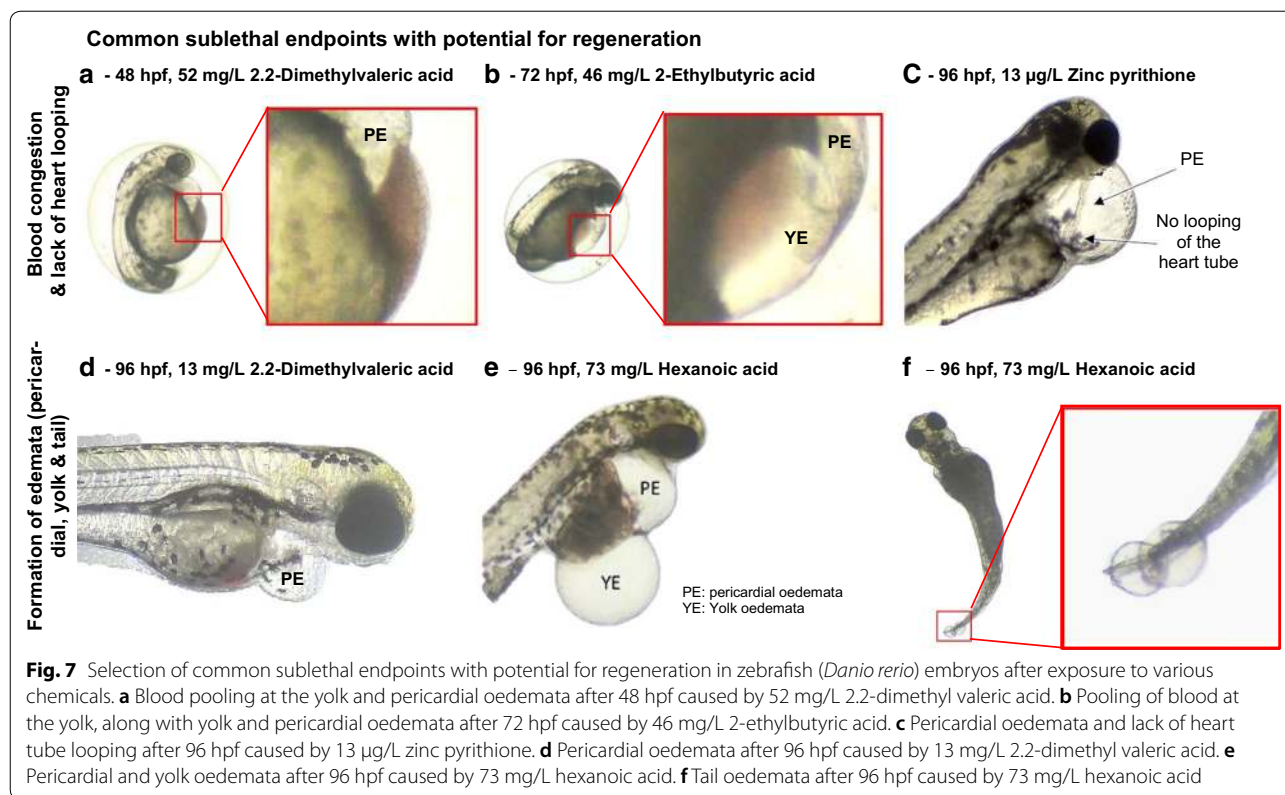 Common sublethal endpoints with potential for regeneration
a - 48 hpf, 52 mg/L 2.2-Dimethylvaleric acid
b - 72 hpf, 46 mg/L 2-Ethylbutyric acid
C - 96 hpf, 13 µg/L Zinc pyrithione
Blood congestion
& lack of heart looping
PE
PE
YE
PE
No looping
of the
heart tube
d - 96 hpf, 13 mg/L 2.2-Dimethylvaleric acid
e – 96 hpf, 73 mg/L Hexanoic acid
f – 96 hpf, 73 mg/L Hexanoic acid
Formation of edemata (pericar-
dial, yolk & tail)
PE
PE
YE
PE: pericardial oedemata
YE: Yolk oedemata
Fig. 7 Selection of common sublethal endpoints with potential for regeneration in zebrafish (Danio rerio) embryos after exposure to various
chemicals. a Blood pooling at the yolk and pericardial oedemata after 48 hpf caused by 52 mg/L 2.2-dimethyl valeric acid. b Pooling of blood at
the yolk, along with yolk and pericardial oedemata after 72 hpf caused by 46 mg/L 2-ethylbutyric acid. c Pericardial oedemata and lack of heart
tube looping after 96 hpf caused by 13 µg/L zinc pyrithione. d Pericardial oedemata after 96 hpf caused by 13 mg/L 2.2-dimethyl valeric acid. e
Pericardial and yolk oedemata after 96 hpf caused by 73 mg/L hexanoic acid. f Tail oedemata after 96 hpf caused by 73 mg/L hexanoic acid